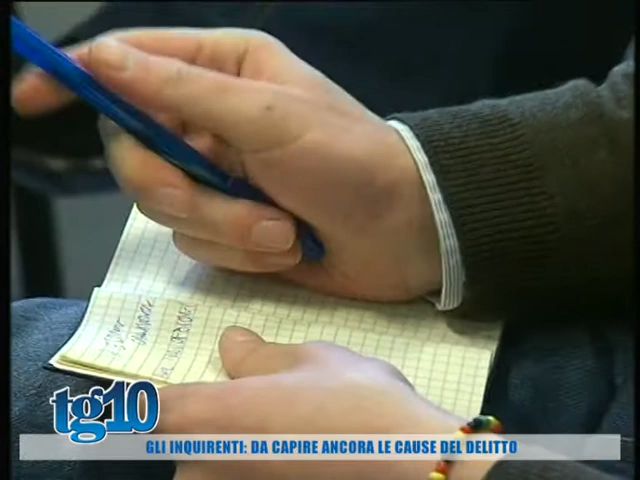 tg10
GLI INQUIRENTI: DA CAPIRE ANCORA LE CAUSE DEL DELITTO